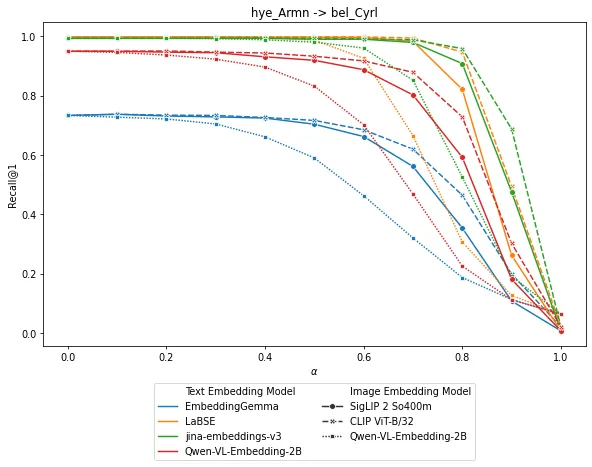 hye_Armn -> bel_Cyrl
Recall@1
1.0
0.8
0.6
0.4
0.2
0.0
0.0 0.2 0.4 0.6 0.8 1.0
α
Text Embedding Model
EmbeddingGemma
LaBSE
jina-embeddings-v3
Qwen-VL-Embedding-2B
Image Embedding Model
SigLIP 2 So400m
CLIP ViT-B/32
Qwen-VL-Embedding-2B